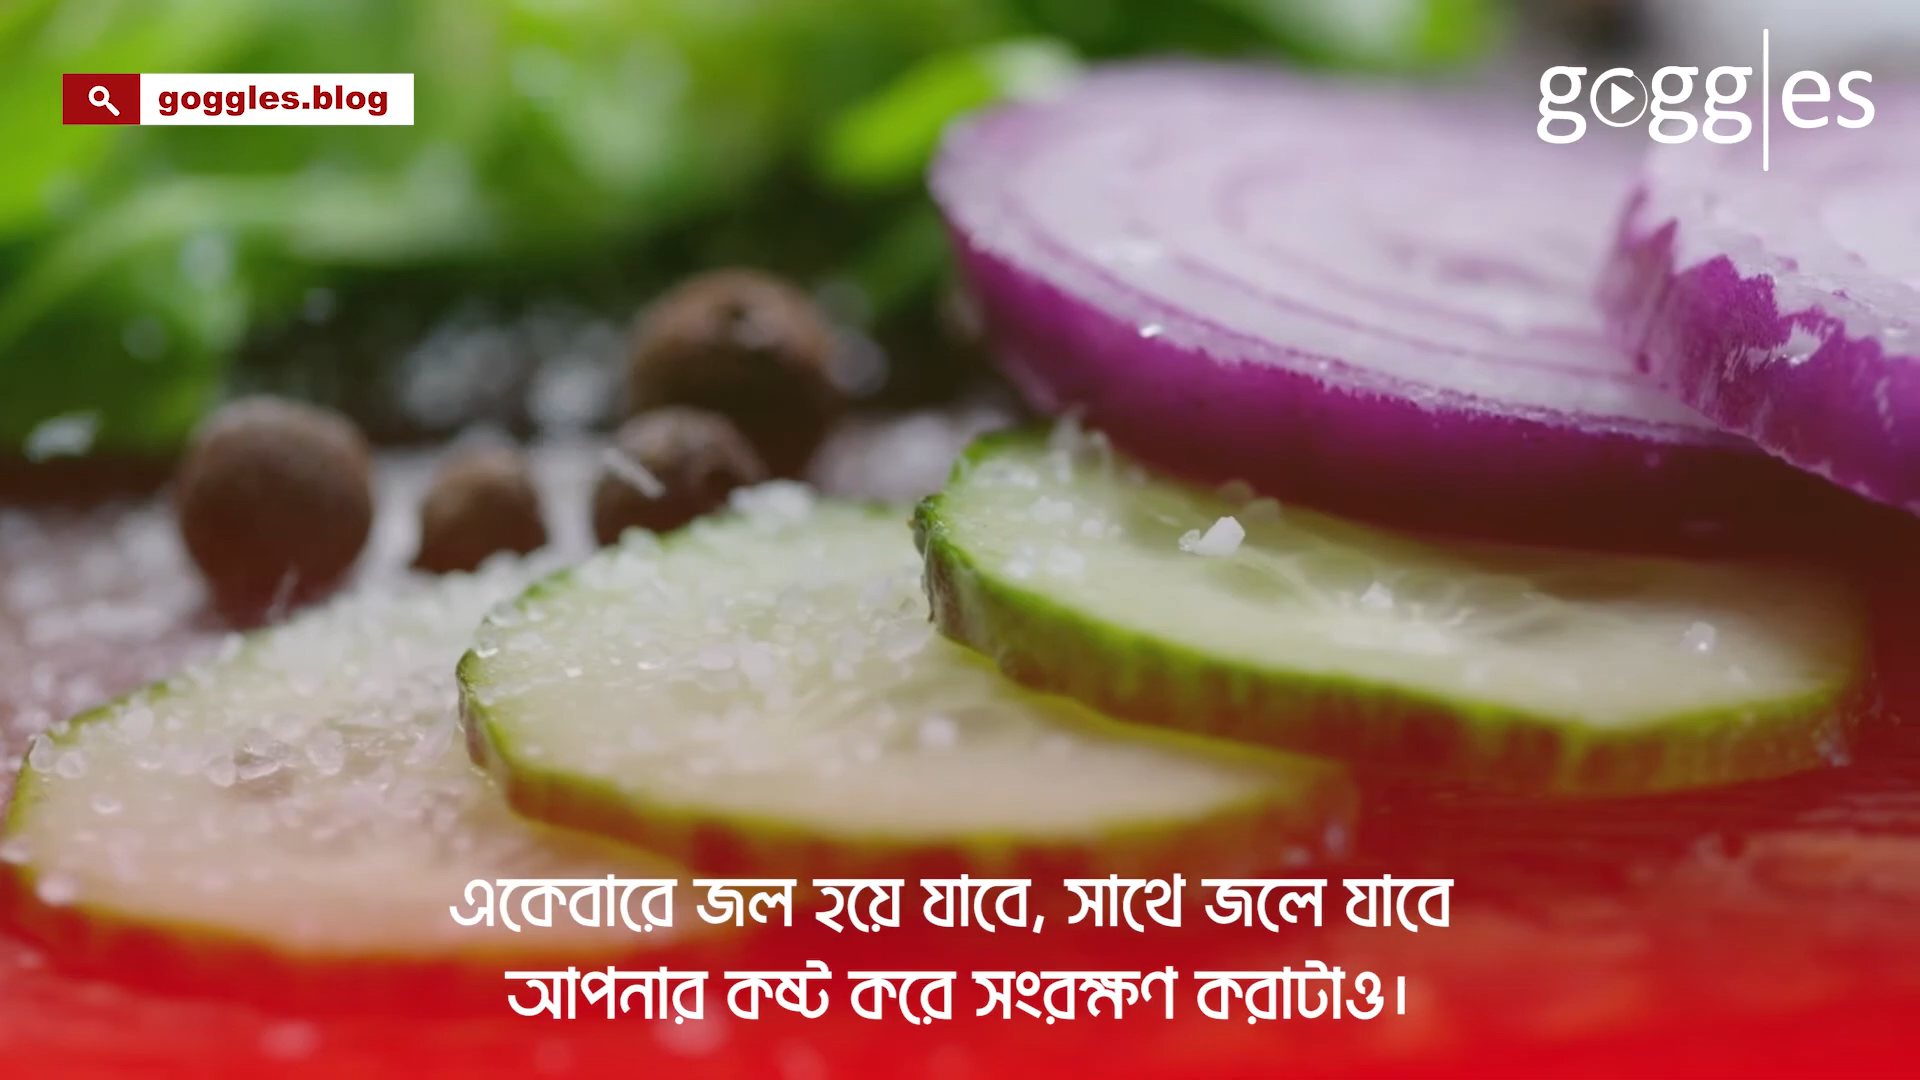 goggles.blog
goggles
একেবারে জল হয়ে যাবে, সাথে জলে যাবে
আপনার কষ্ট করে সংরক্ষণ করাটাও।